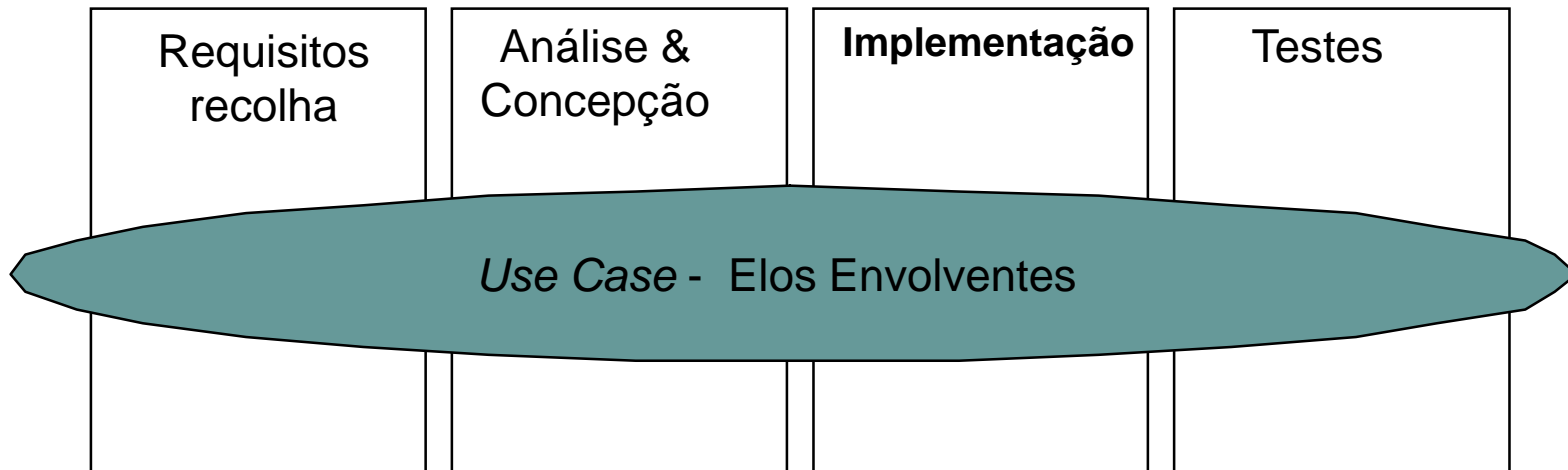 Requisitos
recolha
Análise &
Concepção
Implementação
Testes
Use Case - Elos Envolventes